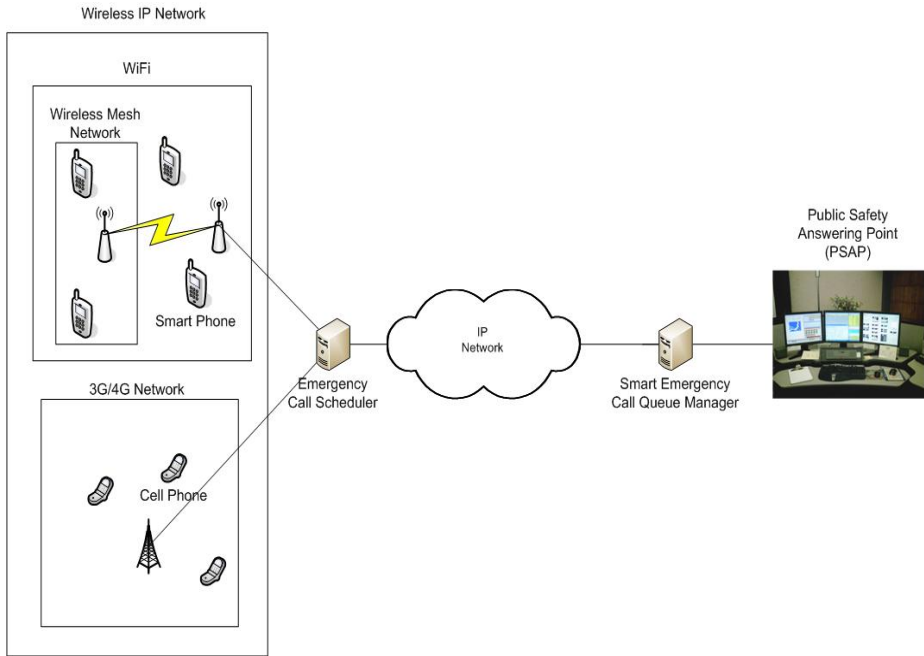 Wireless IP Network
WiFi
Wireless Mesh
Network
Smart Phone
3G/4G Network
Cell Phone
Emergency
Call Scheduler
IP
Network
Smart Emergency
Call Queue Manager
Public Safety
Answering Point
(PSAP)